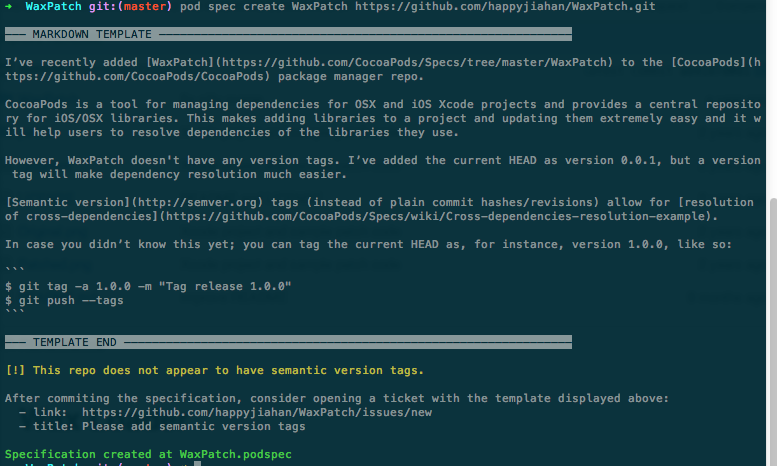 ➜  WaxPatch git:(master) pod spec create WaxPatch https://github.com/happyjiahan/WaxPatch.git
——— MARKDOWN TEMPLATE ———
I’ve recently added [WaxPatch](https://github.com/CocoaPods/Specs/tree/master/WaxPatch) to the [CocoaPods](h
ttps://github.com/CocoaPods/CocoaPods) package manager repo.
CocoaPods is a tool for managing dependencies for OSX and iOS Xcode projects and provides a central reposito
ry for iOS/OSX libraries. This makes adding libraries to a project and updating them extremely easy and it w
ill help users to resolve dependencies of the libraries they use.
However, WaxPatch doesn't have any version tags. I’ve added the current HEAD as version 0.0.1, but a version
 tag will make dependency resolution much easier.
[Semantic version](http://semver.org) tags (instead of plain commit hashes/revisions) allow for [resolution
of cross-dependencies](https://github.com/CocoaPods/Specs/wiki/Cross-dependencies-resolution-example).
In case you didn’t know this yet; you can tag the current HEAD as, for instance, version 1.0.0, like so:
```
$ git tag -a 1.0.0 -m "Tag release 1.0.0"
$ git push --tags
```
——— TEMPLATE END ———
[!] This repo does not appear to have semantic version tags.
After commiting the specification, consider opening a ticket with the template displayed above:
  - link:  https://github.com/happyjiahan/WaxPatch/issues/new
  - title: Please add semantic version tags
Specification created at WaxPatch.podspec